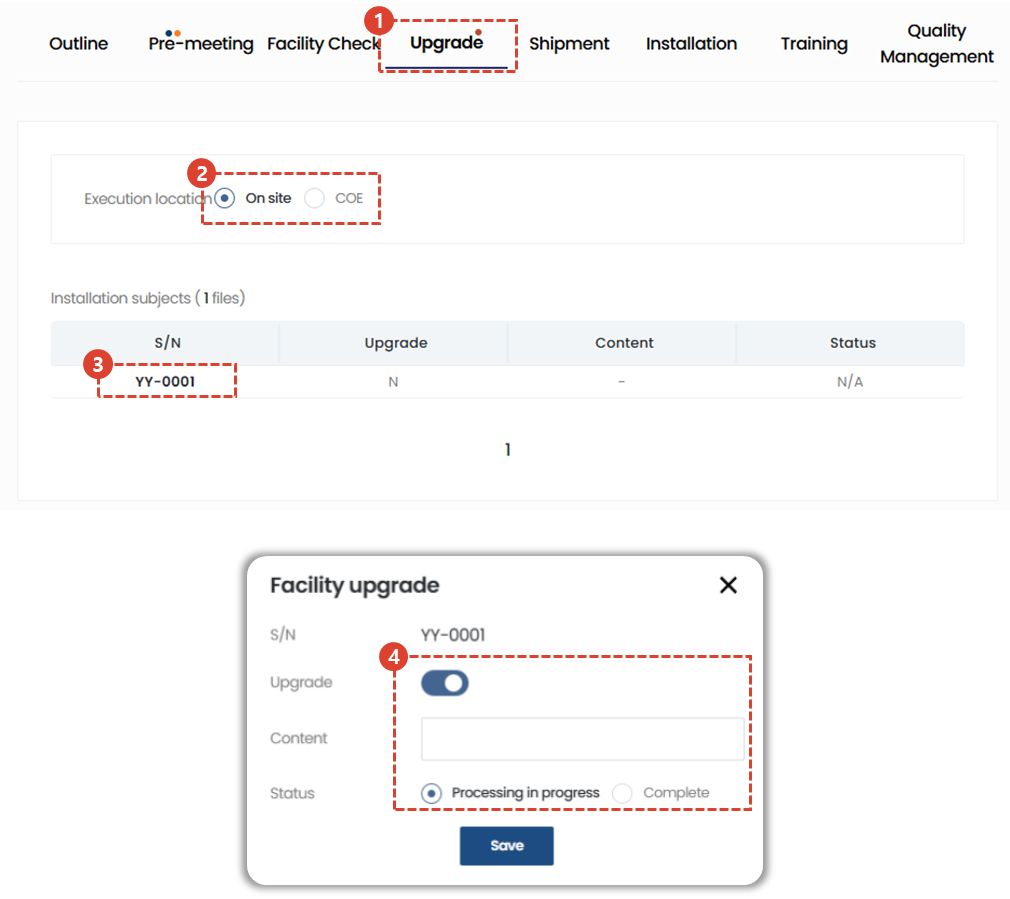 1
Outline Pre-meeting Facility Check Upgrade Shipment Installation Training Quality Management
2
Execution location On site COE
Installation subjects ( 1 files)
S/N Upgrade Content Status
3
YY-0001 N - N/A
1
Facility upgrade
S/N YY-0001
4
Upgrade
Content
Status Processing in progress Complete
Save